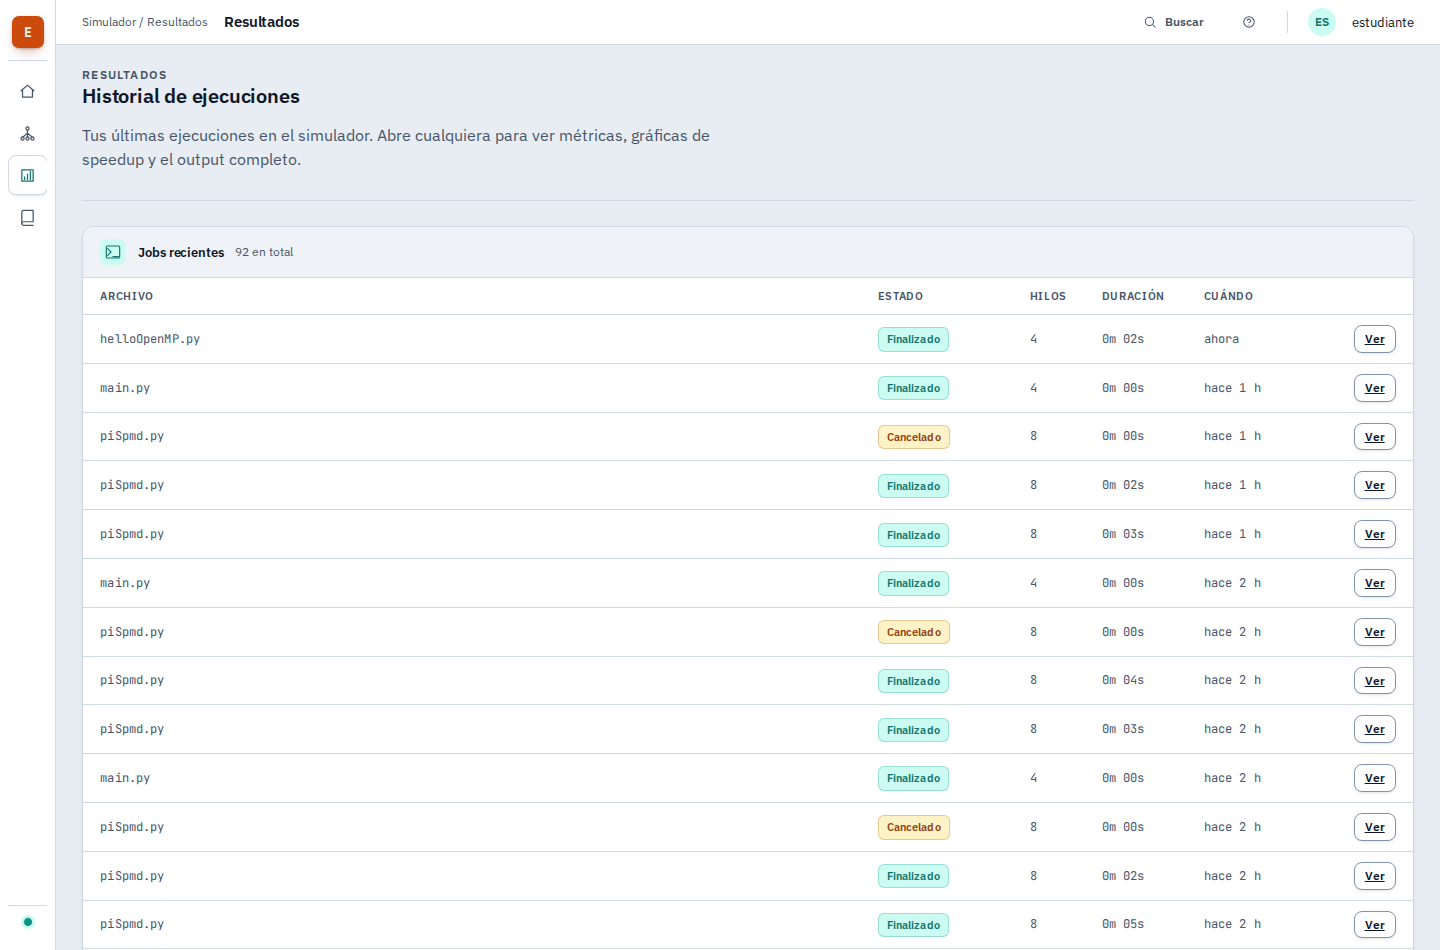 E
Simulador / Resultados Resultados Buscar ES estudiante
RESULTADOS
Historial de ejecuciones
Tus últimas ejecuciones en el simulador. Abre cualquiera para ver métricas, gráficas de
speedup y el output completo.
Jobs recientes 92 en total
ARCHIVO ESTADO HILOS DURACIÓN CUÁNDO
helloOpenMP.py Finalizado 4 0m 02s ahora Ver
main.py Finalizado 4 0m 00s hace 1 h Ver
piSpmd.py Cancelado 8 0m 00s hace 1 h Ver
piSpmd.py Finalizado 8 0m 02s hace 1 h Ver
piSpmd.py Finalizado 8 0m 03s hace 1 h Ver
main.py Finalizado 4 0m 00s hace 2 h Ver
piSpmd.py Cancelado 8 0m 00s hace 2 h Ver
piSpmd.py Finalizado 8 0m 04s hace 2 h Ver
piSpmd.py Finalizado 8 0m 03s hace 2 h Ver
main.py Finalizado 4 0m 00s hace 2 h Ver
piSpmd.py Cancelado 8 0m 00s hace 2 h Ver
piSpmd.py Finalizado 8 0m 02s hace 2 h Ver
piSpmd.py Finalizado 8 0m 05s hace 2 h Ver